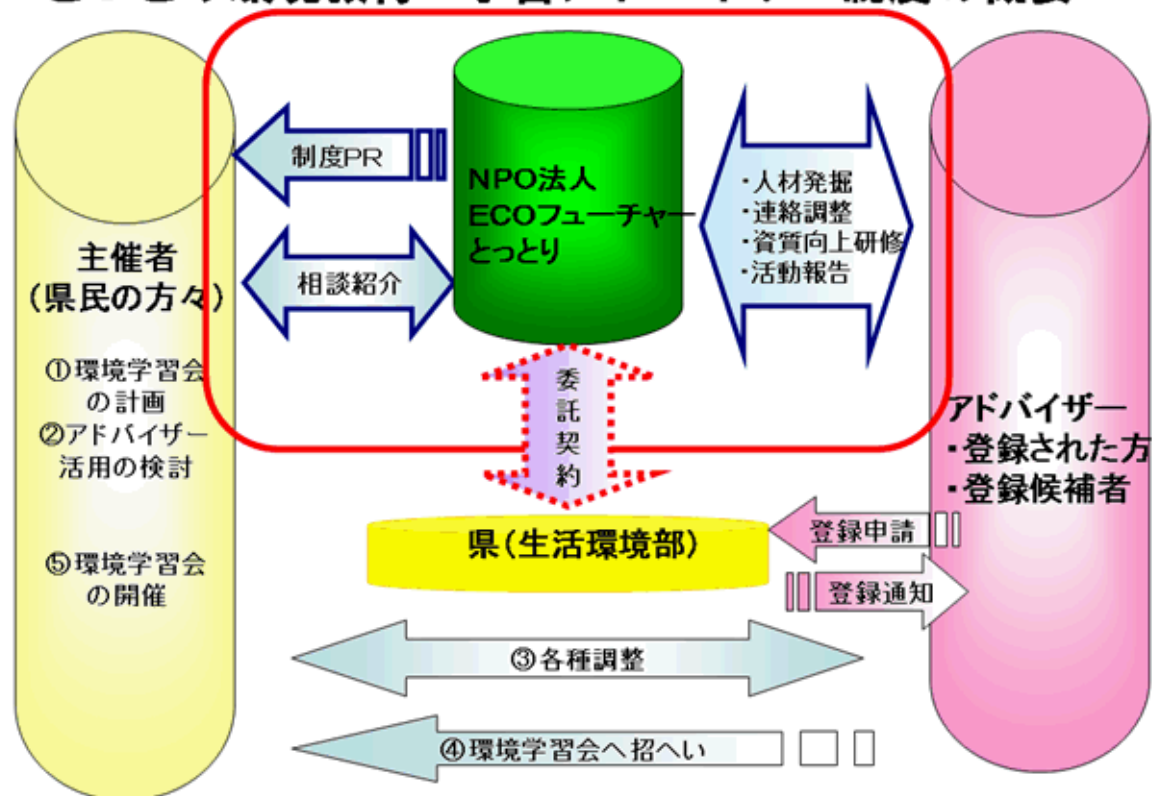 制度PR
NPO法人
ECOフューチャー
とっとり
・人材発掘
・連絡調整
・資質向上研修
・活動報告
主催者
(県民の方々)
相談紹介
①環境学習会
の計画
②アドバイザー
活用の検討
⑤環境学習会
の開催
委託契約
アドバイザー
・登録された方
・登録候補者
県(生活環境部)
登録申請
登録通知
③各種調整
④環境学習会へ招へい